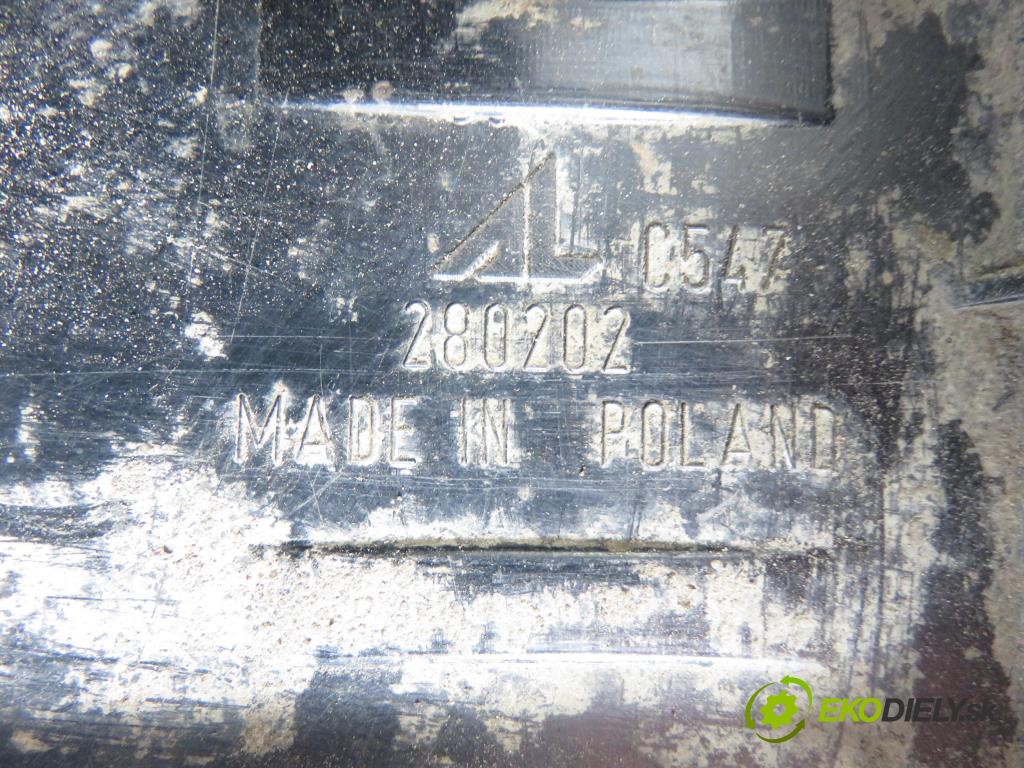 C547
280202
MADE IN POLAND
EKODIELY.sk